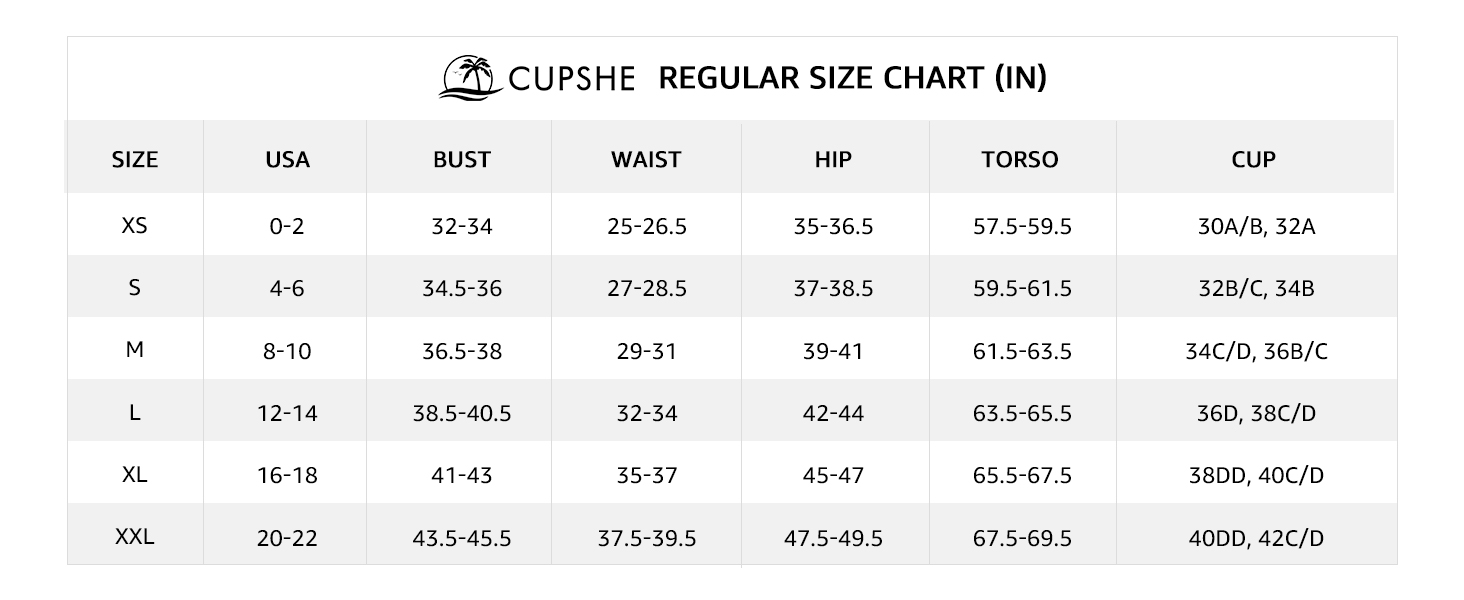 CUPSHE REGULAR SIZE CHART (IN)
SIZE USA BUST WAIST HIP TORSO CUP
XS 0-2 32-34 25-26.5 35-36.5 57.5-59.5 30A/B, 32A
S 4-6 34.5-36 27-28.5 37-38.5 59.5-61.5 32B/C, 34B
M 8-10 36.5-38 29-31 39-41 61.5-63.5 34C/D, 36B/C
L 12-14 38.5-40.5 32-34 42-44 63.5-65.5 36D, 38C/D
XL 16-18 41-43 35-37 45-47 65.5-67.5 38DD, 40C/D
XXL 20-22 43.5-45.5 37.5-39.5 47.5-49.5 67.5-69.5 40DD, 42C/D